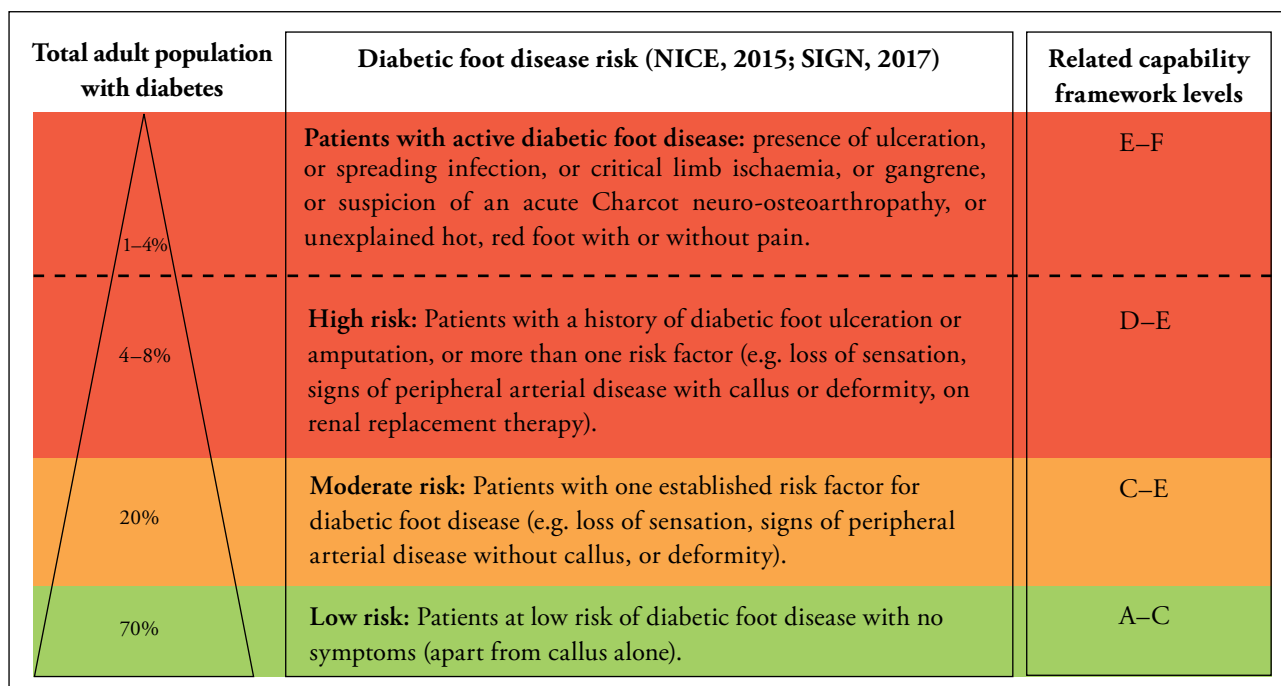 Total adult population
with diabetes
Diabetic foot disease risk (NICE, 2015; SIGN, 2017)
Related capability
framework levels
1–4%
Patients with active diabetic foot disease: presence of ulceration,
or spreading infection, or critical limb ischaemia, or gangrene,
or suspicion of an acute Charcot neuro-osteoarthropathy, or
unexplained hot, red foot with or without pain.
E–F
4–8%
High risk: Patients with a history of diabetic foot ulceration or
amputation, or more than one risk factor (e.g. loss of sensation,
signs of peripheral arterial disease with callus or deformity, on
renal replacement therapy).
D–E
20%
Moderate risk: Patients with one established risk factor for
diabetic foot disease (e.g. loss of sensation, signs of peripheral
arterial disease without callus, or deformity).
C–E
70%
Low risk: Patients at low risk of diabetic foot disease with no
symptoms (apart from callus alone).
A–C